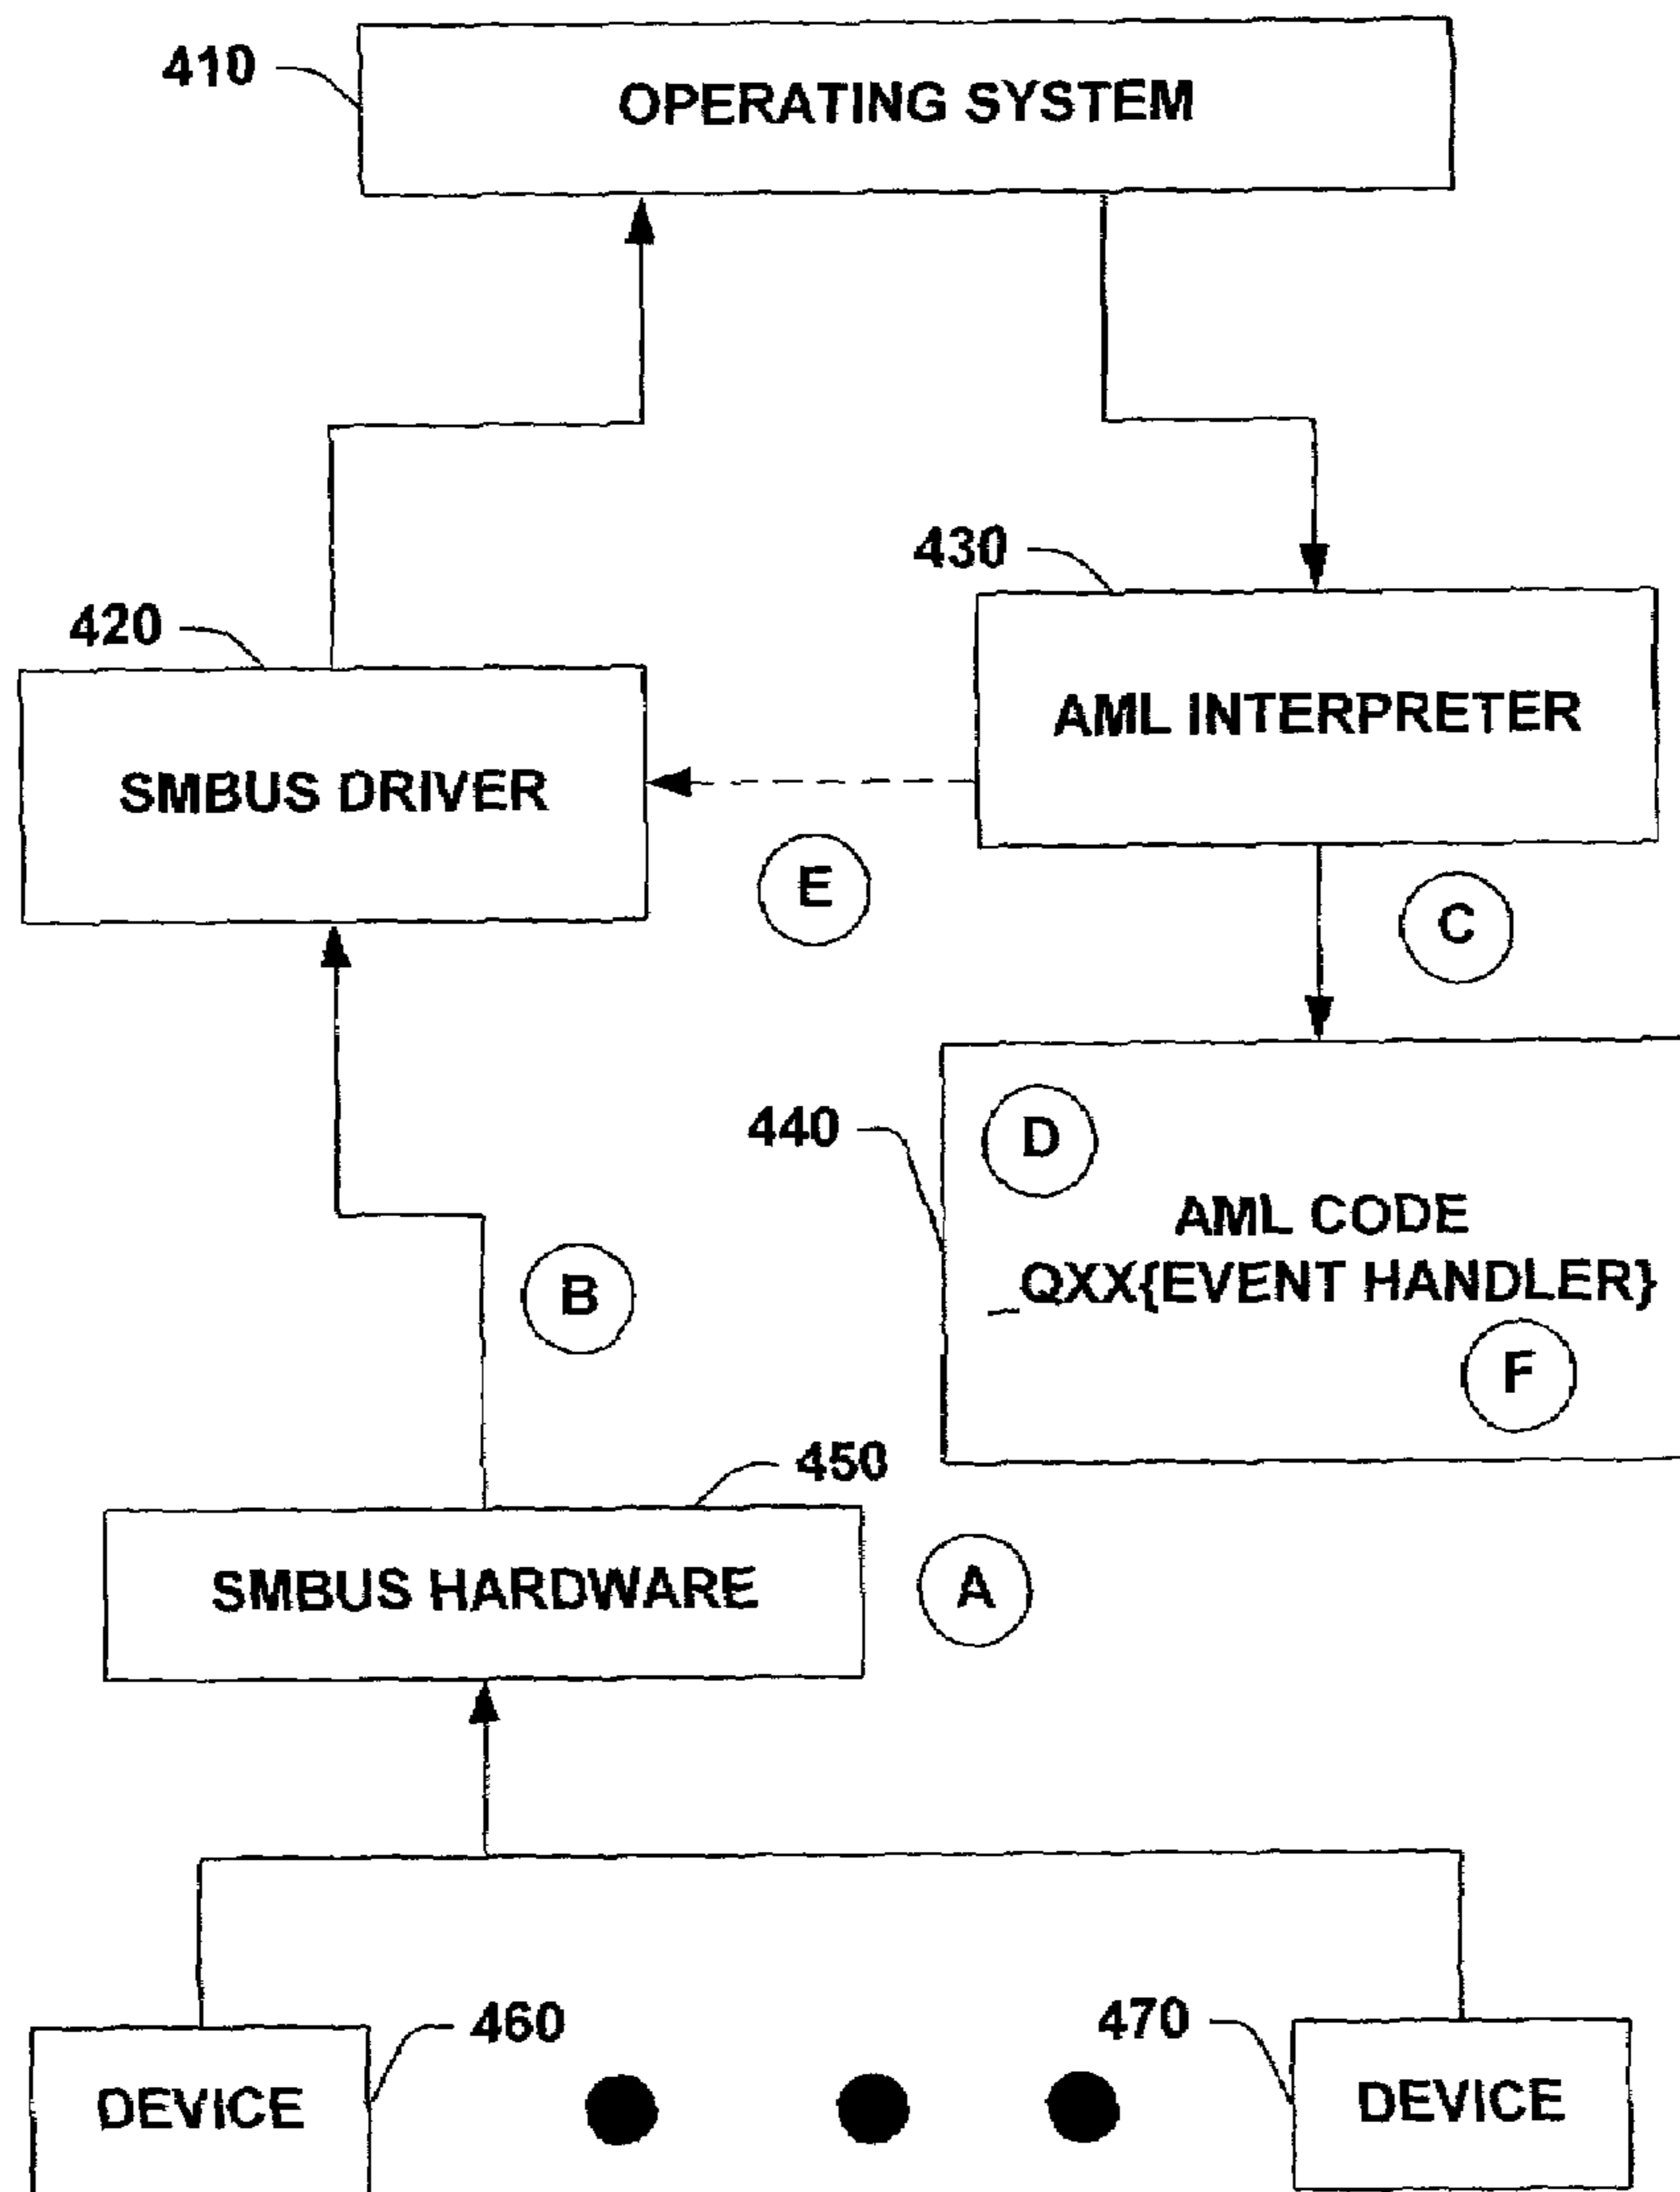 410
OPERATING SYSTEM
430
420
AML INTERPRETER
SMBUS DRIVER
E
C
440
D
AML CODE
_QXX{EVENT HANDLER}
B
F
450
SMBUS HARDWARE
A
460
470
DEVICE
DEVICE